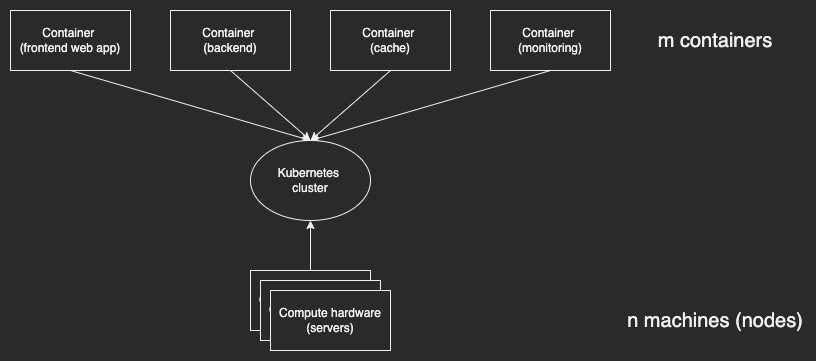 Container
(frontend web app)
Container
(backend)
Container
(cache)
Container
(monitoring)
m containers
Kubernetes
cluster
Compute hardware
(servers)
n machines (nodes)